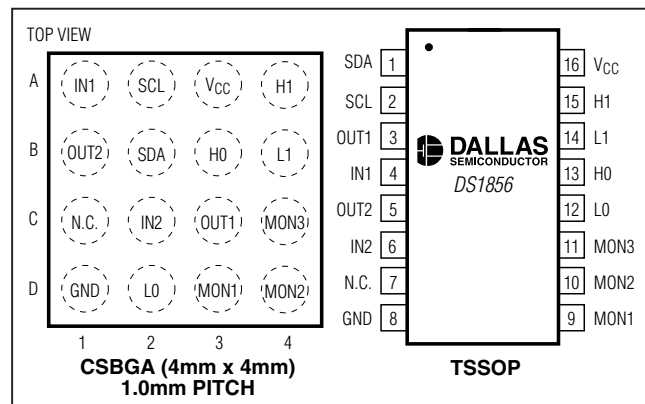 TOP VIEW
A IN1 SCL VCC H1
B OUT2 SDA H0 L1
C N.C. IN2 OUT1 MON3
D GND L0 MON1 MON2
1 2 3 4
CSBGA (4mm x 4mm)
1.0mm PITCH
SDA 1 16 VCC
SCL 2 15 H1
OUT1 3 14 L1
IN1 4 13 H0
OUT2 5 12 L0
IN2 6 11 MON3
N.C. 7 10 MON2
GND 8 9 MON1
DALLAS
SEMICONDUCTOR
DS1856
TSSOP